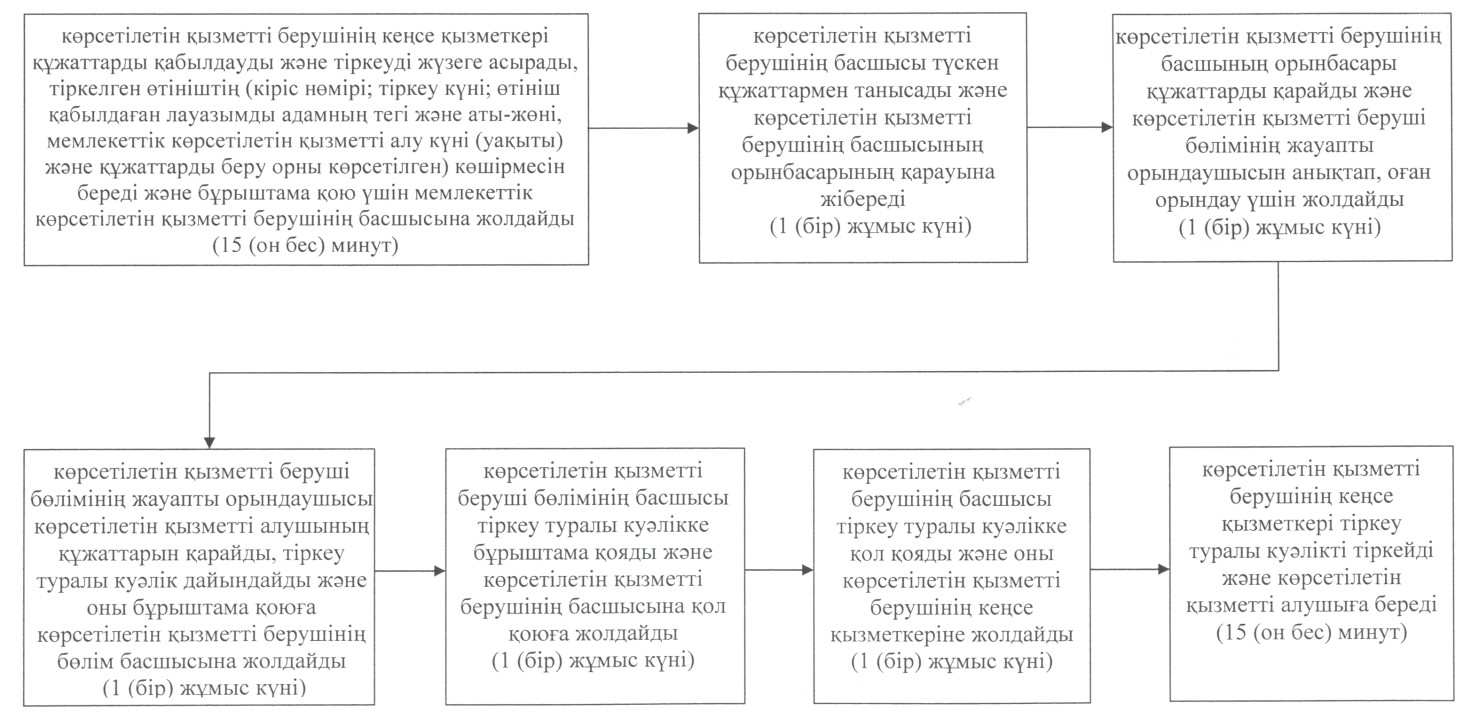 көрсетілетін қызметті берушінің кеңсе қызметкері
құжаттарды қабылдауды және тіркеуді жүзеге асырады,
тіркелген өтініштің (кіріс нөмірі; тіркеу күні; өтініш
қабылдаған лауазымды адамның тегі және аты-жөні,
мемлекеттік көрсетілетін қызметті алу күні (уақыты)
және құжаттарды беру орны көрсетілген) көшірмесін
береді және бұрыштама қою үшін мемлекеттік
көрсетілетін қызметті берушінің басшысына жолдайды
(15 (он бес) минут)
көрсетілетін қызметті
берушінің басшысы түскен
құжаттармен танысады және
көрсетілетін қызметті
берушінің басшысының
орынбасарының қарауына
жібереді
(1 (бір) жұмыс күні)
көрсетілетін қызметті берушінің
басшының орынбасары
құжаттарды қарайды және
көрсетілетін қызметті беруші
бөлімінің жауапты
орындаушысын анықтап, оған
орындау үшін жолдайды
(1 (бір) жұмыс күні)
көрсетілетін қызметті беруші
бөлімінің жауапты орындаушысы
көрсетілетін қызметті алушының
құжаттарын қарайды, тіркеу
туралы куәлік дайындайды және
оны бұрыштама қоюға
көрсетілетін қызметті берушінің
бөлім басшысына жолдайды
(1 (бір) жұмыс күні)
көрсетілетін қызметті
беруші бөлімінің басшысы
тіркеу туралы куәлікке
бұрыштама қояды және
көрсетілетін қызметті
берушінің басшысына қол
қоюға жолдайды
(1 (бір) жұмыс күні)
көрсетілетін қызметті
берушінің басшысы
тіркеу туралы куәлікке
қол қояды және оны
көрсетілетін қызметті
берушінің кеңсе
қызметкеріне жолдайды
(1 (бір) жұмыс күні)
көрсетілетін қызметті
берушінің кеңсе
қызметкері тіркеу
туралы куәлікті тіркейді
және көрсетілетін
қызметті алушыға береді
(15 (он бес) минут)